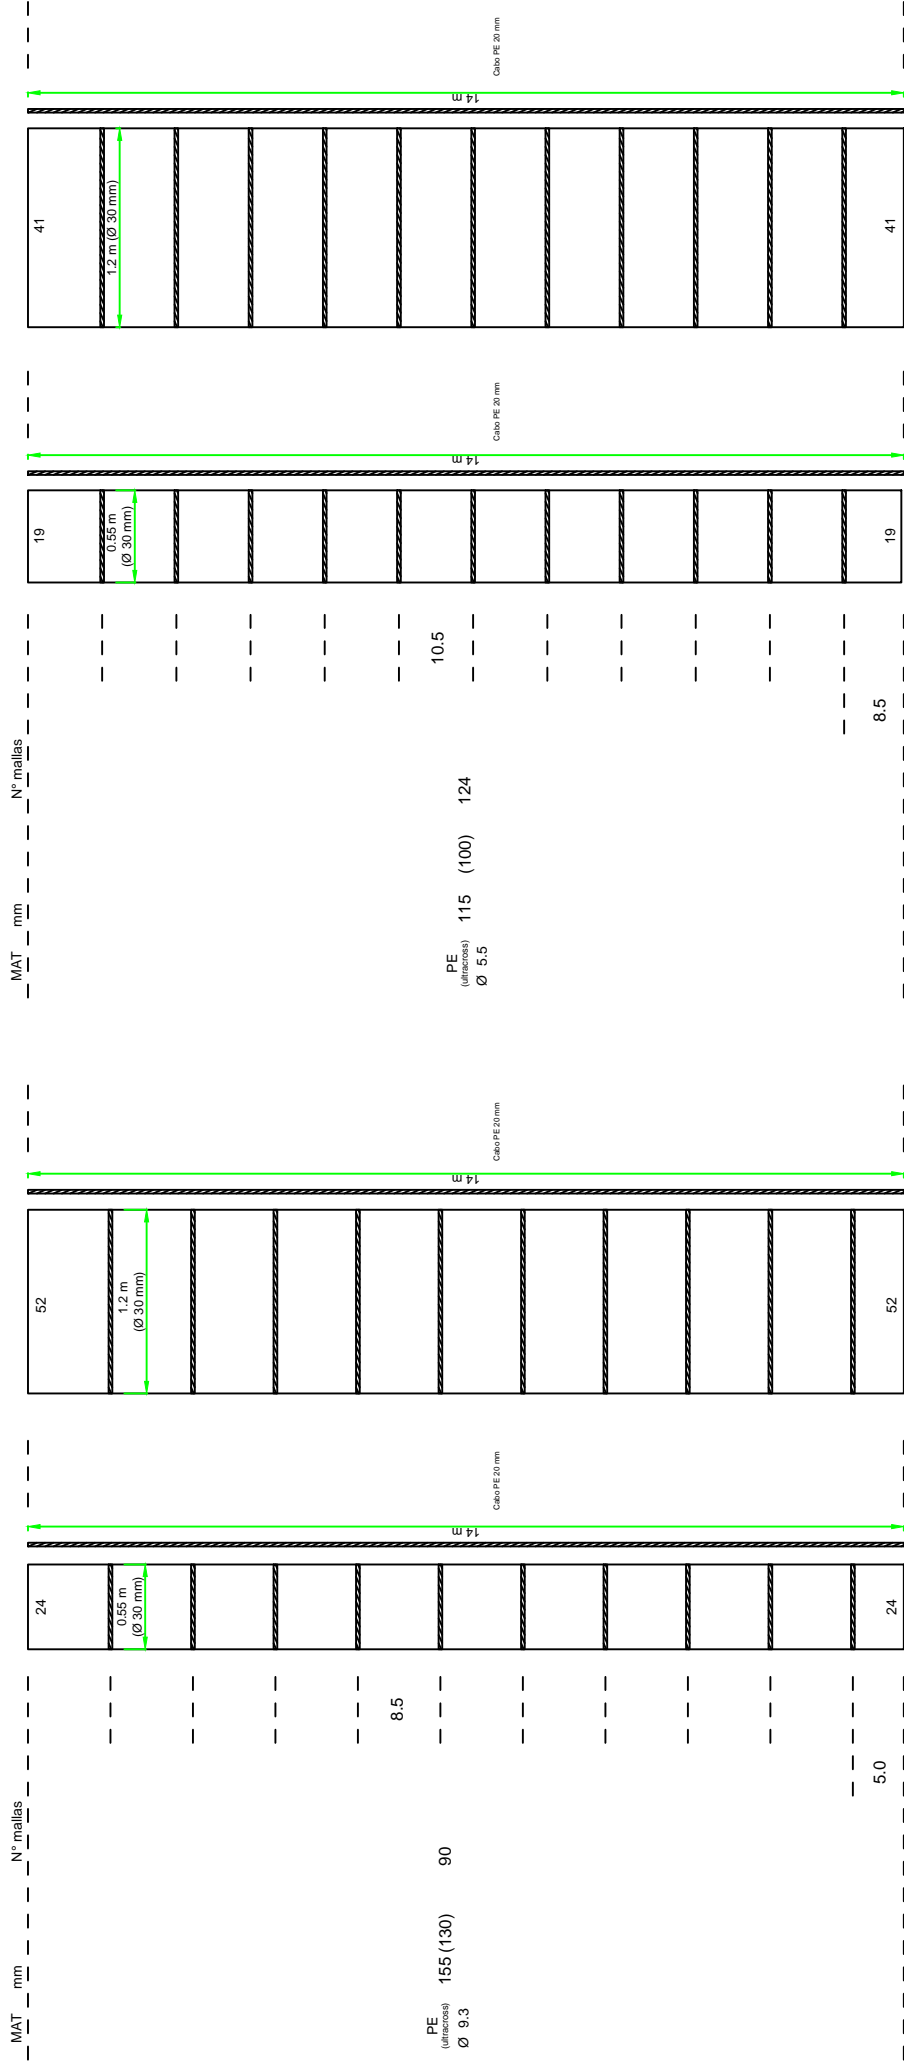 MAT mm N° mallas
PE
(ultracross)
Ø 9.3
155 (130)
90
8.5
5.0
24
0.55 m
(Ø 30 mm)
24
14 m
Cabo PE 20 mm
52
1.2 m
(Ø 30 mm)
52
14 m
Cabo PE 20 mm
MAT mm N° mallas
PE
(ultracross)
Ø 5.5
115 (100) 124
10.5
8.5
19
0.55 m
(Ø 30 mm)
19
14 m
Cabo PE 20 mm
41
1.2 m (Ø 30 mm)
41
14 m
Cabo PE 20 mm